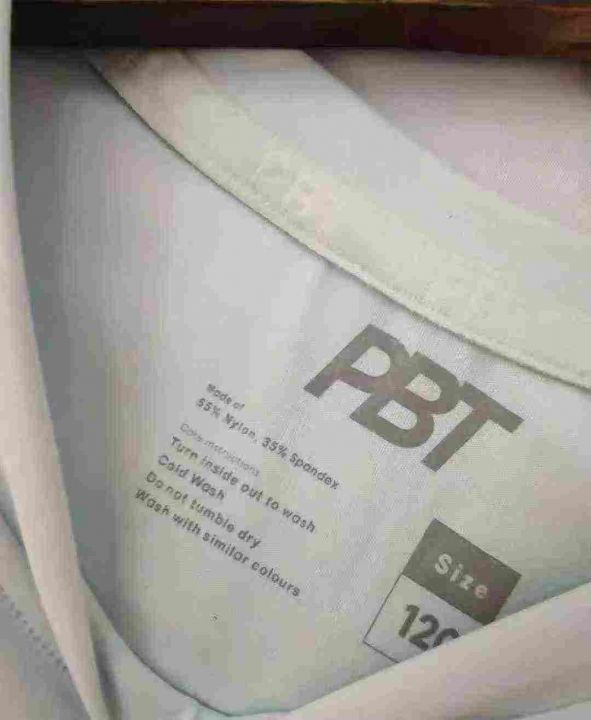 PBT
Made of
65% Nylon, 35% Spandex
Care Instructions
Turn inside out to wash
Cold Wash
Do not tumble dry
Wash with similar colours
Size